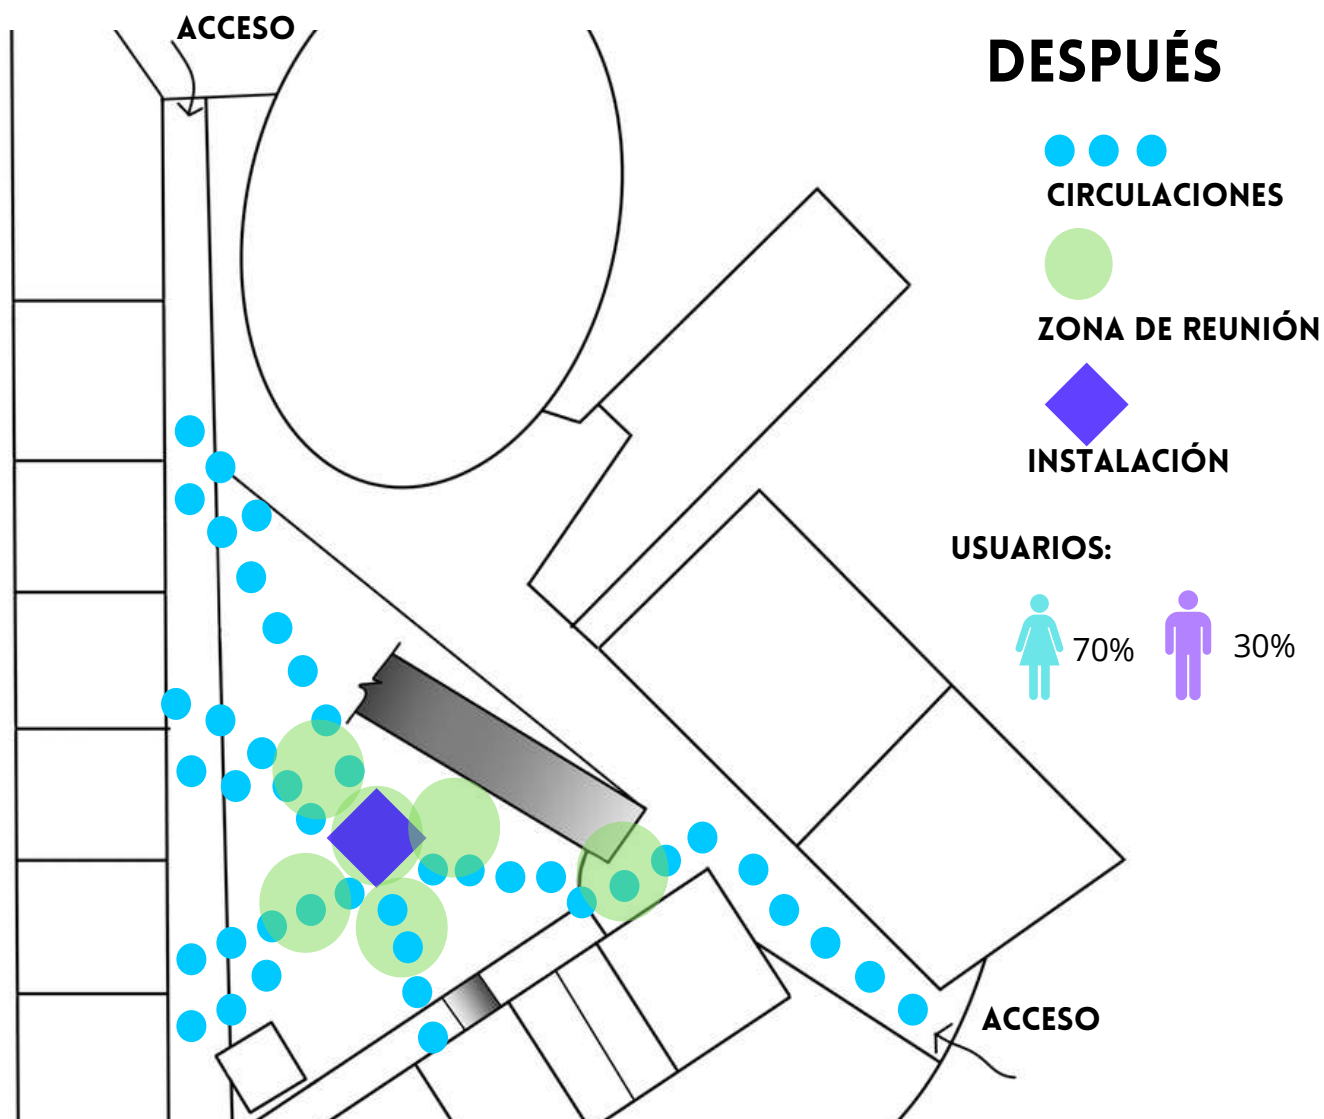 ACCESO
DESPUÉS
CIRCULACIONES
ZONA DE REUNIÓN
INSTALACIÓN
USUARIOS:
70%
30%
ACCESO